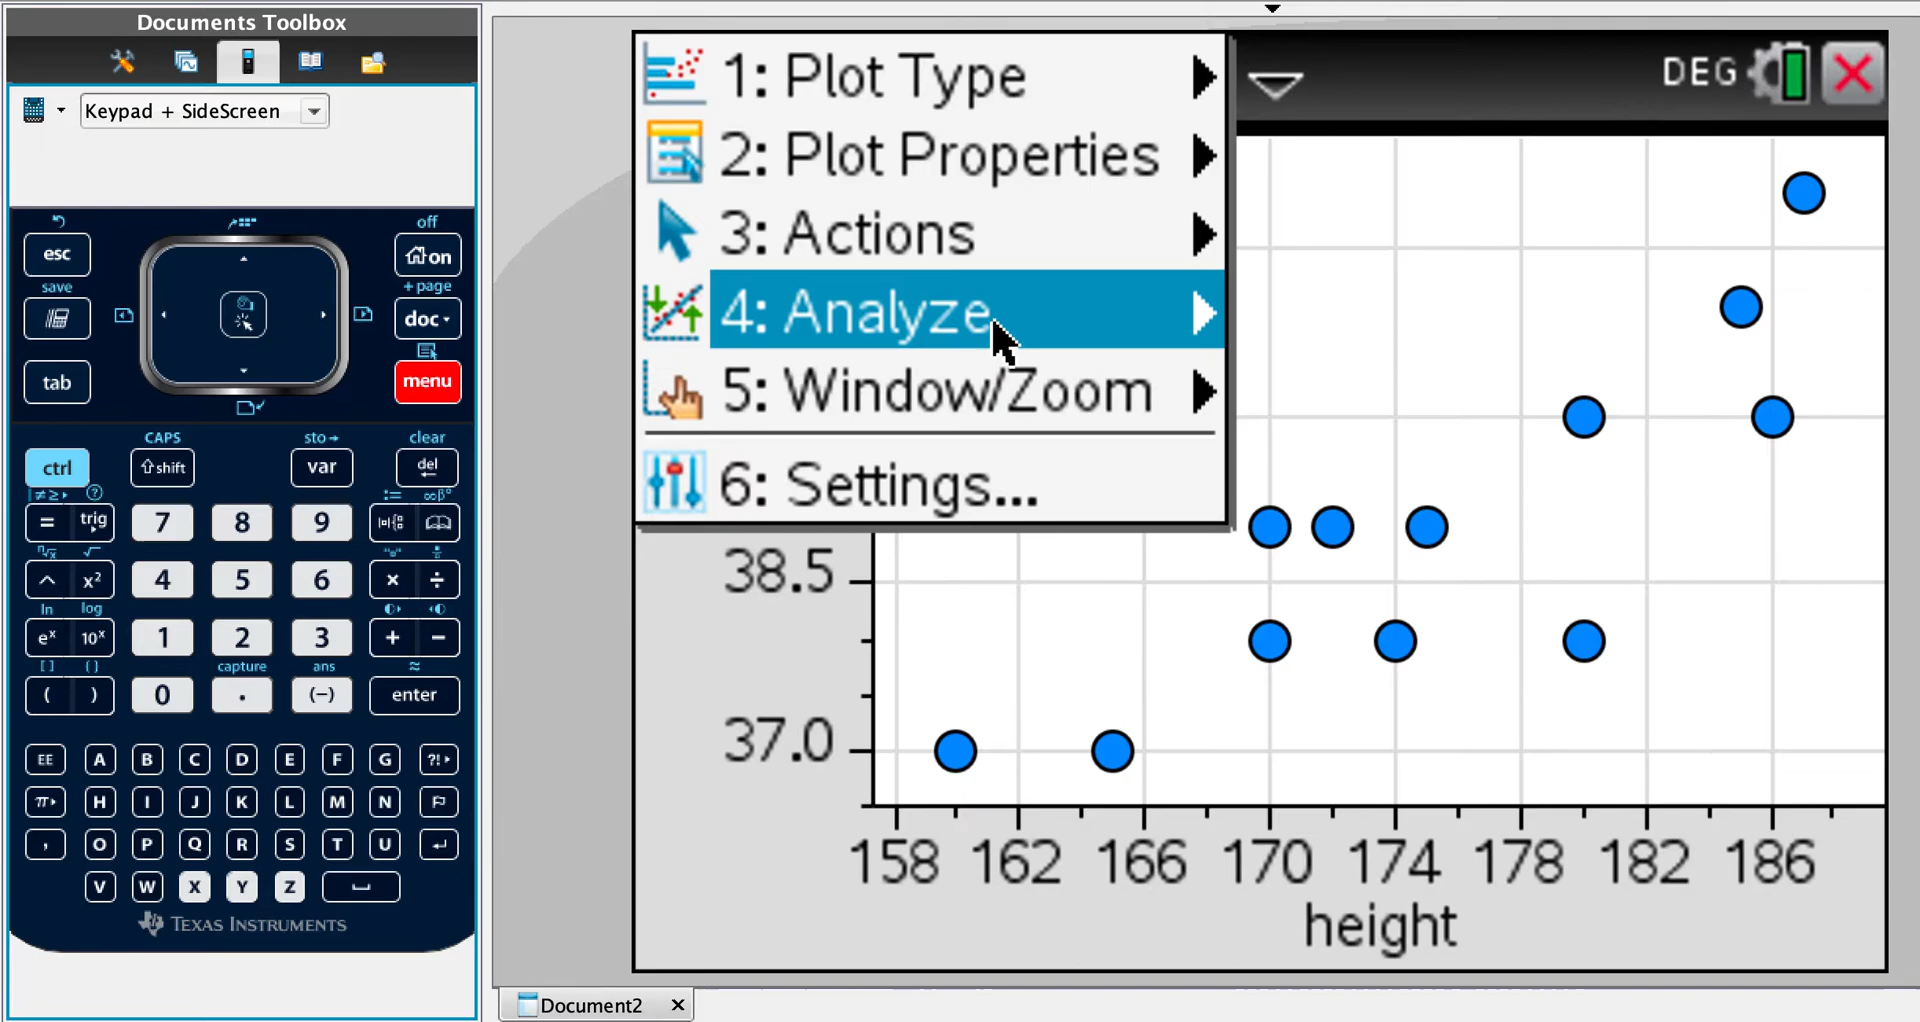 Documents Toolbox
Keypad + SideScreen
off
esc
on
save
+ page
doc
tab
menu
CAPS
sto→
clear
ctrl
⇧shift
var
del
|≠≥▸
:=
∞β°
=
trig
7
8
9
ⁿ√x
√
^
x²
4
5
6
×
÷
ln
log
eˣ
10ˣ
1
2
3
+
−
[ ]
{ }
capture
ans
≈
(
)
0
.
(−)
enter
EE
A
B
C
D
E
F
G
?!▸
π▸
H
I
J
K
L
M
N
,
O
P
Q
R
S
T
U
V
W
X
Y
Z
TEXAS INSTRUMENTS
1: Plot Type
2: Plot Properties
3: Actions
4: Analyze
5: Window/Zoom
6: Settings...
DEG
38.5
37.0
158 162 166 170 174 178 182 186
height
Document2